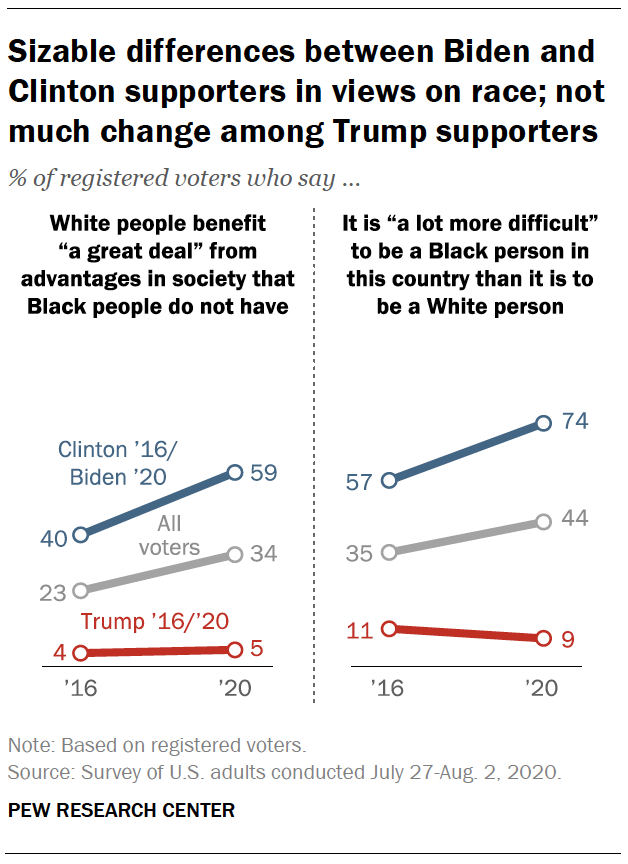 Sizable differences between Biden and
Clinton supporters in views on race; not
much change among Trump supporters
% of registered voters who say ...
White people benefit
“a great deal” from
advantages in society that
Black people do not have
Clinton ’16/
Biden ’20
59
40
All
voters
34
23
Trump ’16/’20
4
5
’16
’20
It is “a lot more difficult”
to be a Black person in
this country than it is to
be a White person
74
57
44
35
11
9
’16
’20
Note: Based on registered voters.
Source: Survey of U.S. adults conducted July 27-Aug. 2, 2020.
PEW RESEARCH CENTER